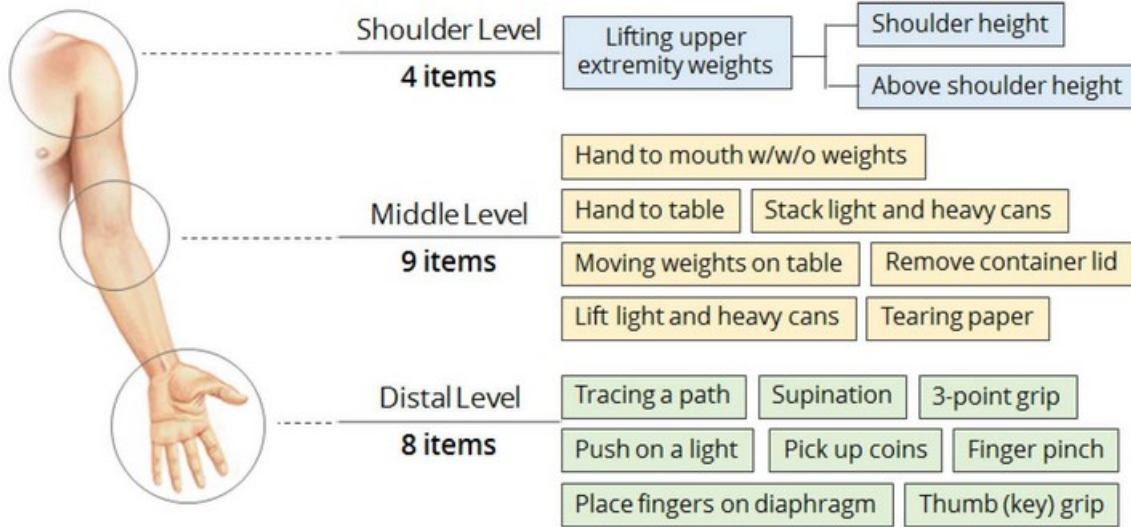 Shoulder Level
4 items
Lifting upper
extremity weights
Shoulder height
Above shoulder height
Middle Level
9 items
Hand to mouth w/w/o weights
Hand to table
Stack light and heavy cans
Moving weights on table
Remove container lid
Lift light and heavy cans
Tearing paper
Distal Level
8 items
Tracing a path
Supination
3-point grip
Push on a light
Pick up coins
Finger pinch
Place fingers on diaphragm
Thumb (key) grip